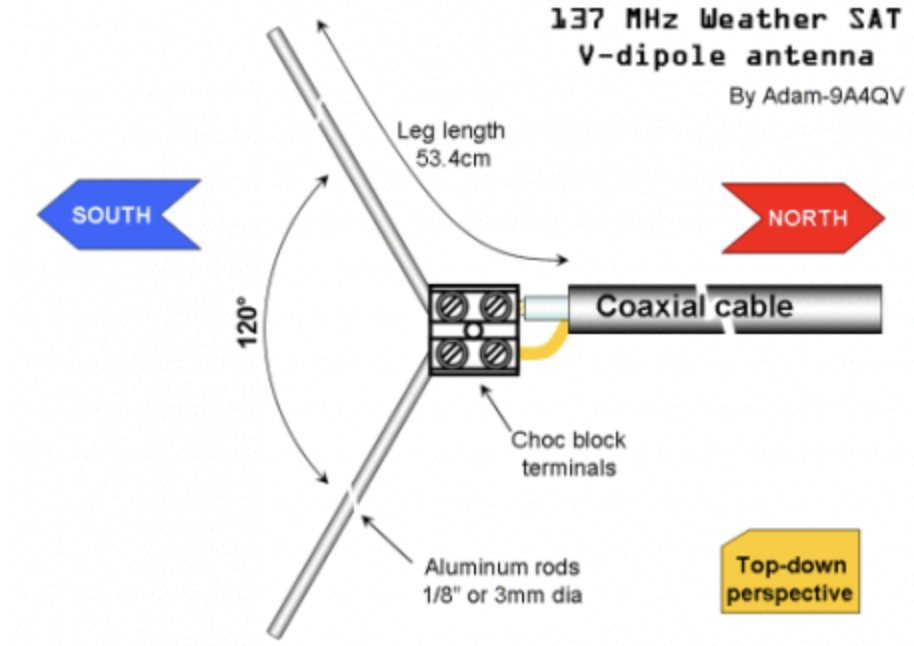 137 MHz Weather SAT
V-dipole antenna
By Adam-9A4QV
Leg length
53.4cm
SOUTH
NORTH
120°
Coaxial cable
Choc block
terminals
Aluminum rods
1/8" or 3mm dia
Top-down
perspective